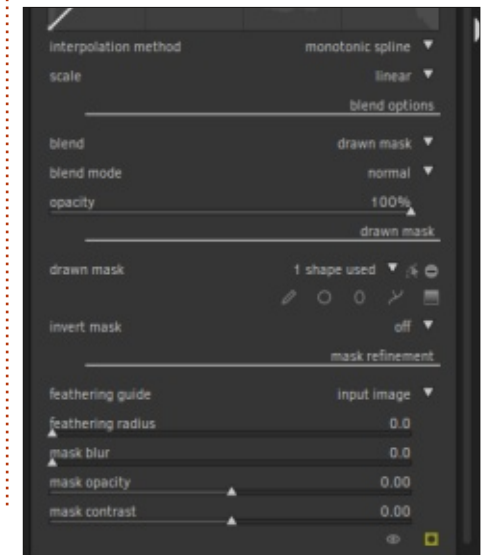 interpolation method monotonic spline
scale linear
blend options
blend drawn mask
blend mode normal
opacity 100%
drawn mask
drawn mask 1 shape used
invert mask off
mask refinement
feathering guide input image
feathering radius 0.0
mask blur 0.0
mask opacity 0.00
mask contrast 0.00